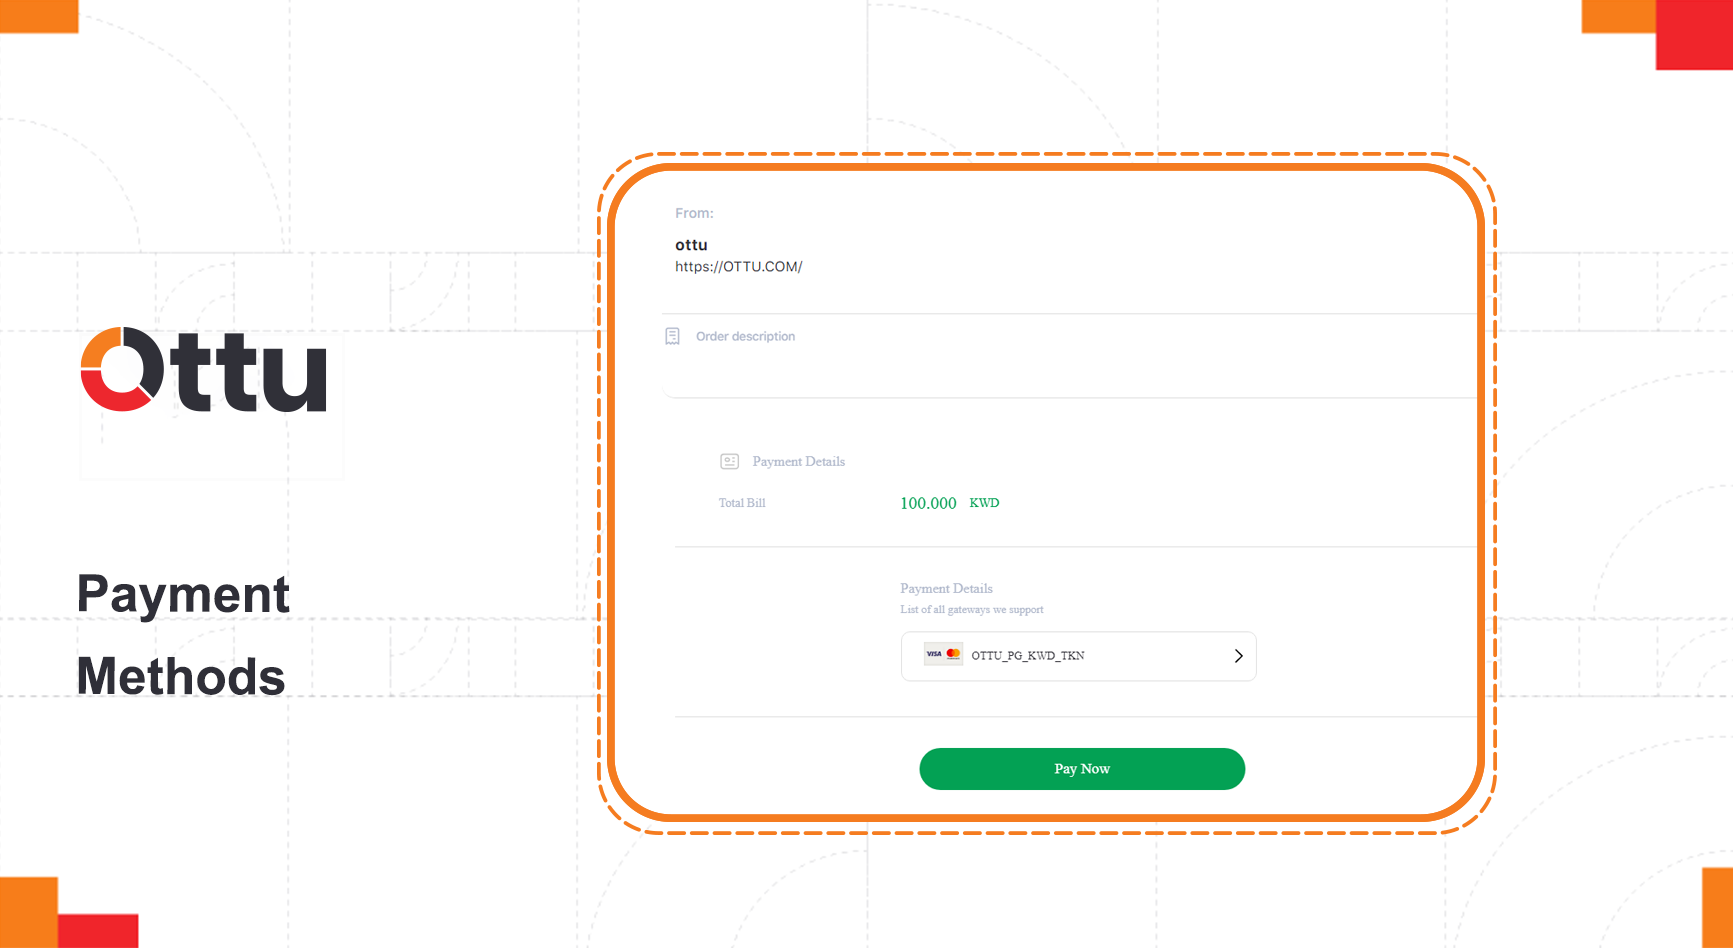 Ottu
Payment
Methods
From:
ottu
https://OTTU.COM/
Order description
Payment Details
Total Bill 100.000 KWD
Payment Details
List of all gateways we support
VISA OTTU_PG_KWD_TKN
Pay Now